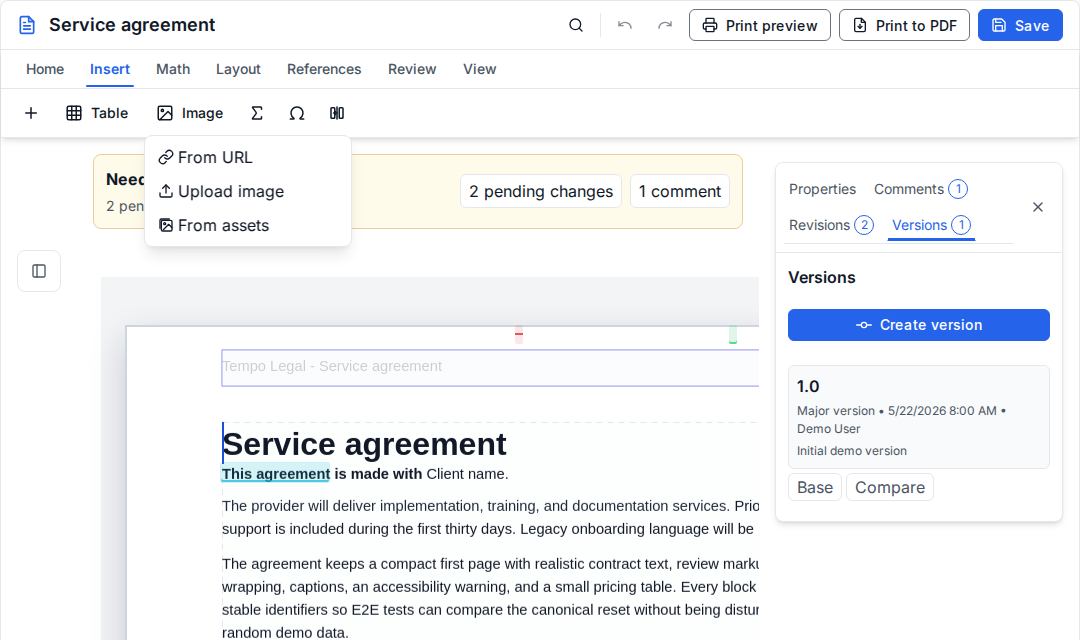 Service agreement
Print preview
Print to PDF
Save
Home
Insert
Math
Layout
References
Review
View
Table
Image
From URL
Upload image
From assets
2 pending changes
1 comment
Properties
Comments 1
Revisions 2
Versions 1
Versions
Create version
1.0
Major version • 5/22/2026 8:00 AM •
Demo User
Initial demo version
Base
Compare
Tempo Legal - Service agreement
Service agreement
This agreement is made with Client name.
The provider will deliver implementation, training, and documentation services.
support is included during the first thirty days. Legacy onboarding language will be
The agreement keeps a compact first page with realistic contract text, review
wrapping, captions, an accessibility warning, and a small pricing table. Every block
stable identifiers so E2E tests can compare the canonical reset without being
random demo data.